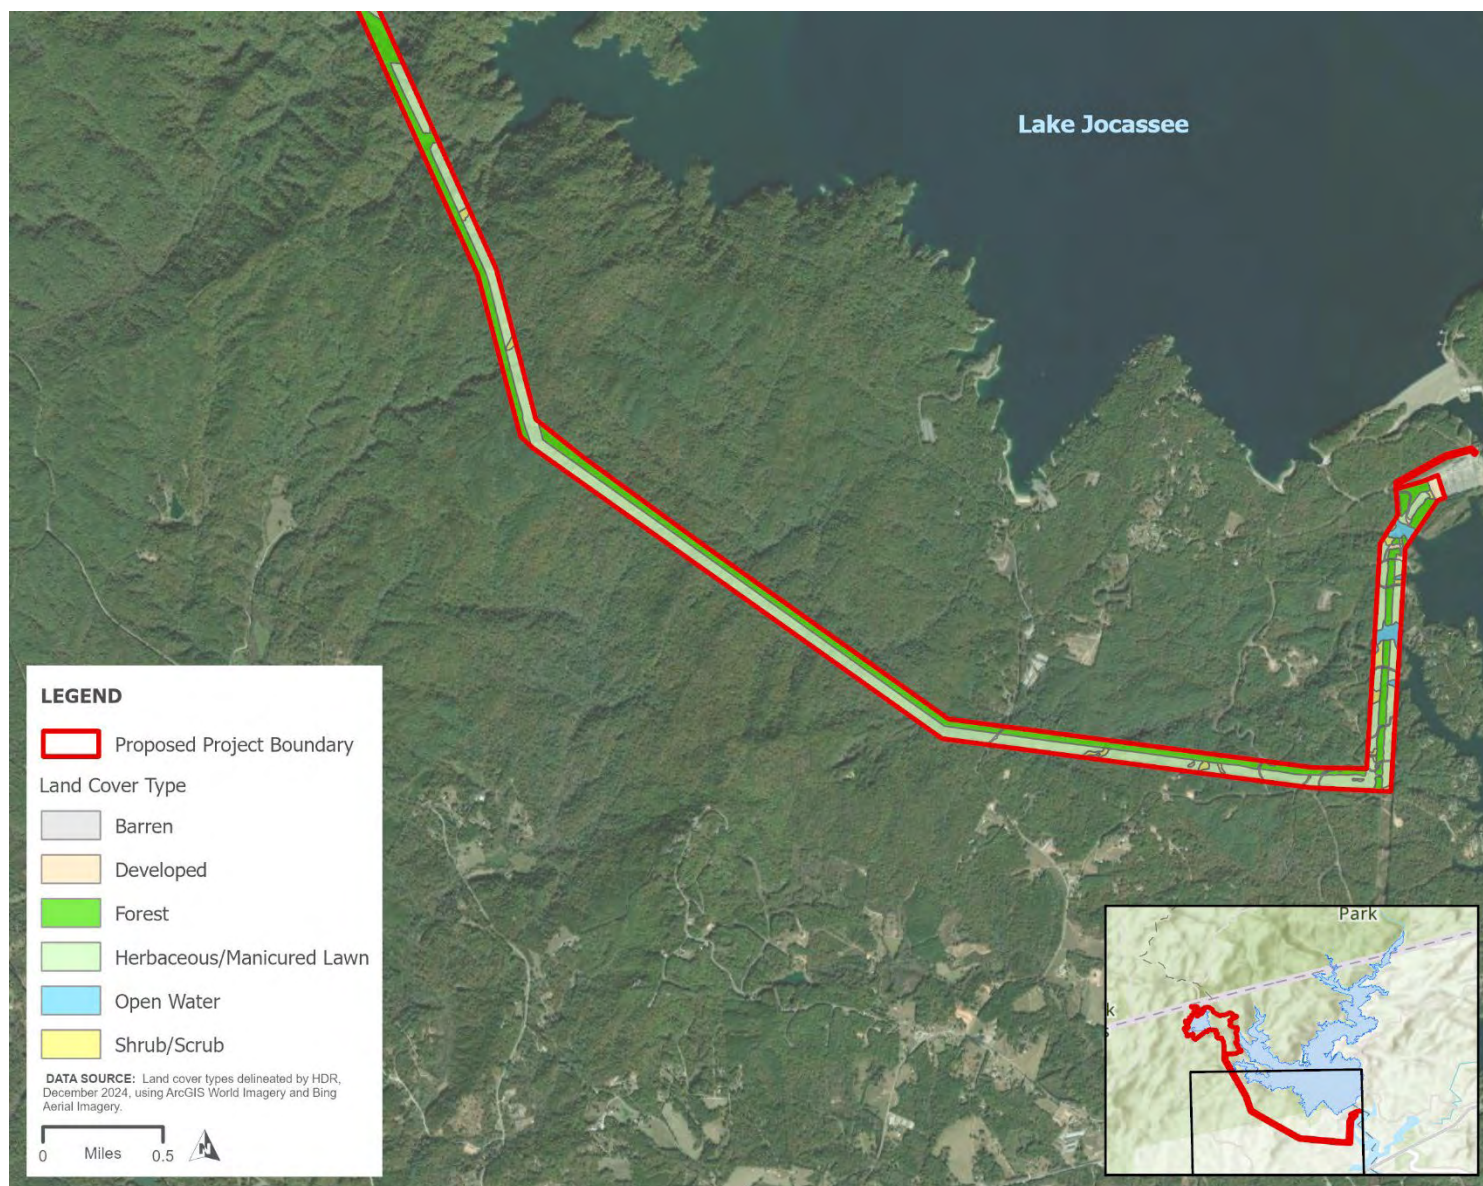 Lake Jocassee
LEGEND
Proposed Project Boundary
Land Cover Type
Barren
Developed
Forest
Herbaceous/Manicured Lawn
Open Water
Shrub/Scrub
DATA SOURCE: Land cover types delineated by HDR,
December 2024, using ArcGIS World Imagery and Bing
Aerial Imagery.
0 Miles 0.5
N
Park
k
s